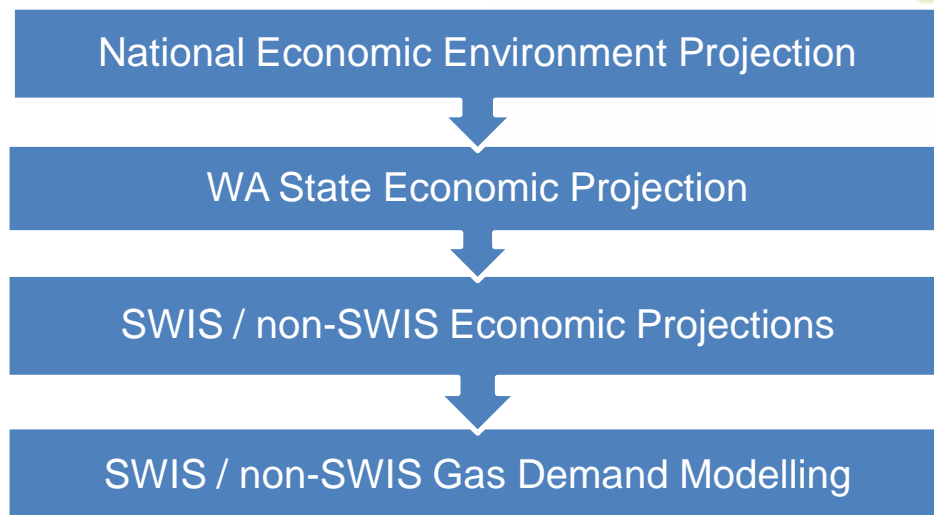 National Economic Environment Projection
WA State Economic Projection
SWIS / non-SWIS Economic Projections
SWIS / non-SWIS Gas Demand Modelling